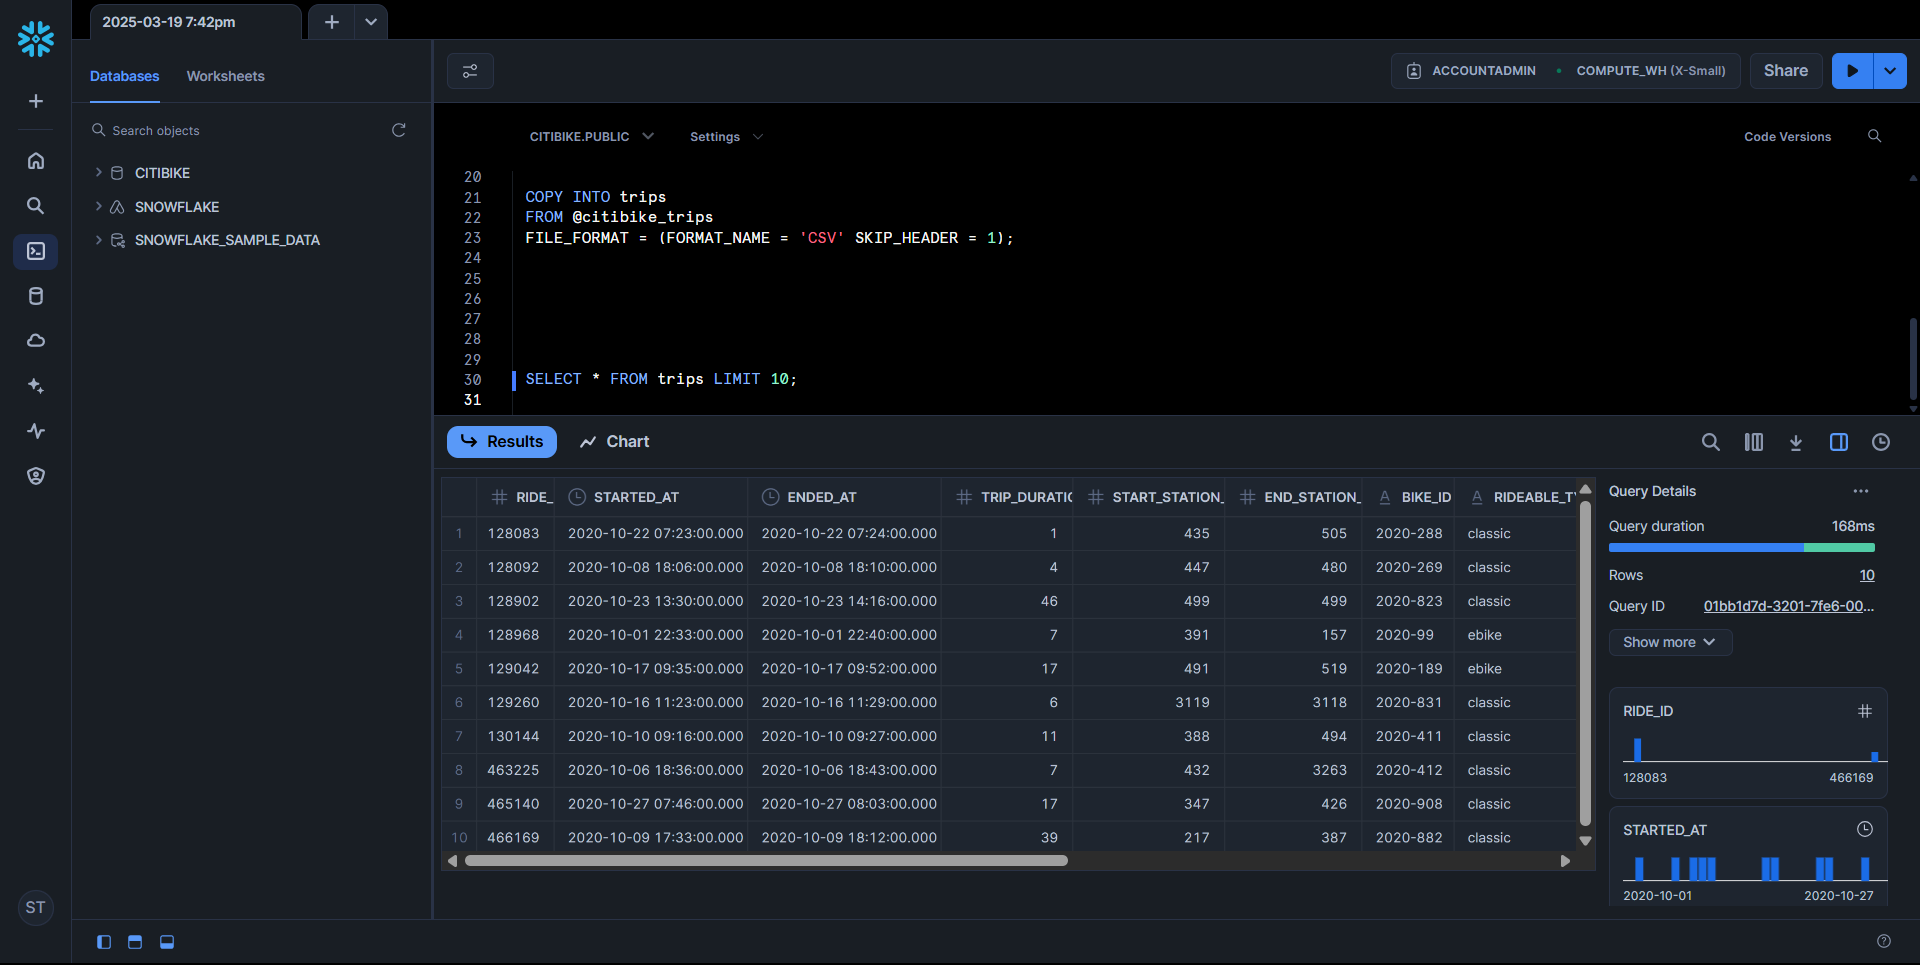 2025-03-19 7:42pm
Databases Worksheets
ACCOUNTADMIN COMPUTE_WH (X-Small) Share
Search objects
CITIBIKE
SNOWFLAKE
SNOWFLAKE_SAMPLE_DATA
ST
CITIBIKE.PUBLIC Settings Code Versions
20
21 COPY INTO trips
22 FROM @citibike_trips
23 FILE_FORMAT = (FORMAT_NAME = 'CSV' SKIP_HEADER = 1);
24
25
26
27
28
29
30 SELECT * FROM trips LIMIT 10;
31
Results Chart
RIDE_ STARTED_AT ENDED_AT TRIP_DURATIO START_STATION_ END_STATION_ A BIKE_ID A RIDEABLE_TY
1 128083 2020-10-22 07:23:00.000 2020-10-22 07:24:00.000 1 435 505 2020-288 classic
2 128092 2020-10-08 18:06:00.000 2020-10-08 18:10:00.000 4 447 480 2020-269 classic
3 128902 2020-10-23 13:30:00.000 2020-10-23 14:16:00.000 46 499 499 2020-823 classic
4 128968 2020-10-01 22:33:00.000 2020-10-01 22:40:00.000 7 391 157 2020-99 ebike
5 129042 2020-10-17 09:35:00.000 2020-10-17 09:52:00.000 17 491 519 2020-189 ebike
6 129260 2020-10-16 11:23:00.000 2020-10-16 11:29:00.000 6 3119 3118 2020-831 classic
7 130144 2020-10-10 09:16:00.000 2020-10-10 09:27:00.000 11 388 494 2020-411 classic
8 463225 2020-10-06 18:36:00.000 2020-10-06 18:43:00.000 7 432 3263 2020-412 classic
9 465140 2020-10-27 07:46:00.000 2020-10-27 08:03:00.000 17 347 426 2020-908 classic
10 466169 2020-10-09 17:33:00.000 2020-10-09 18:12:00.000 39 217 387 2020-882 classic
Query Details
Query duration 168ms
Rows 10
Query ID 01bb1d7d-3201-7fe6-00...
Show more
RIDE_ID #
128083 466169
STARTED_AT
2020-10-01 2020-10-27